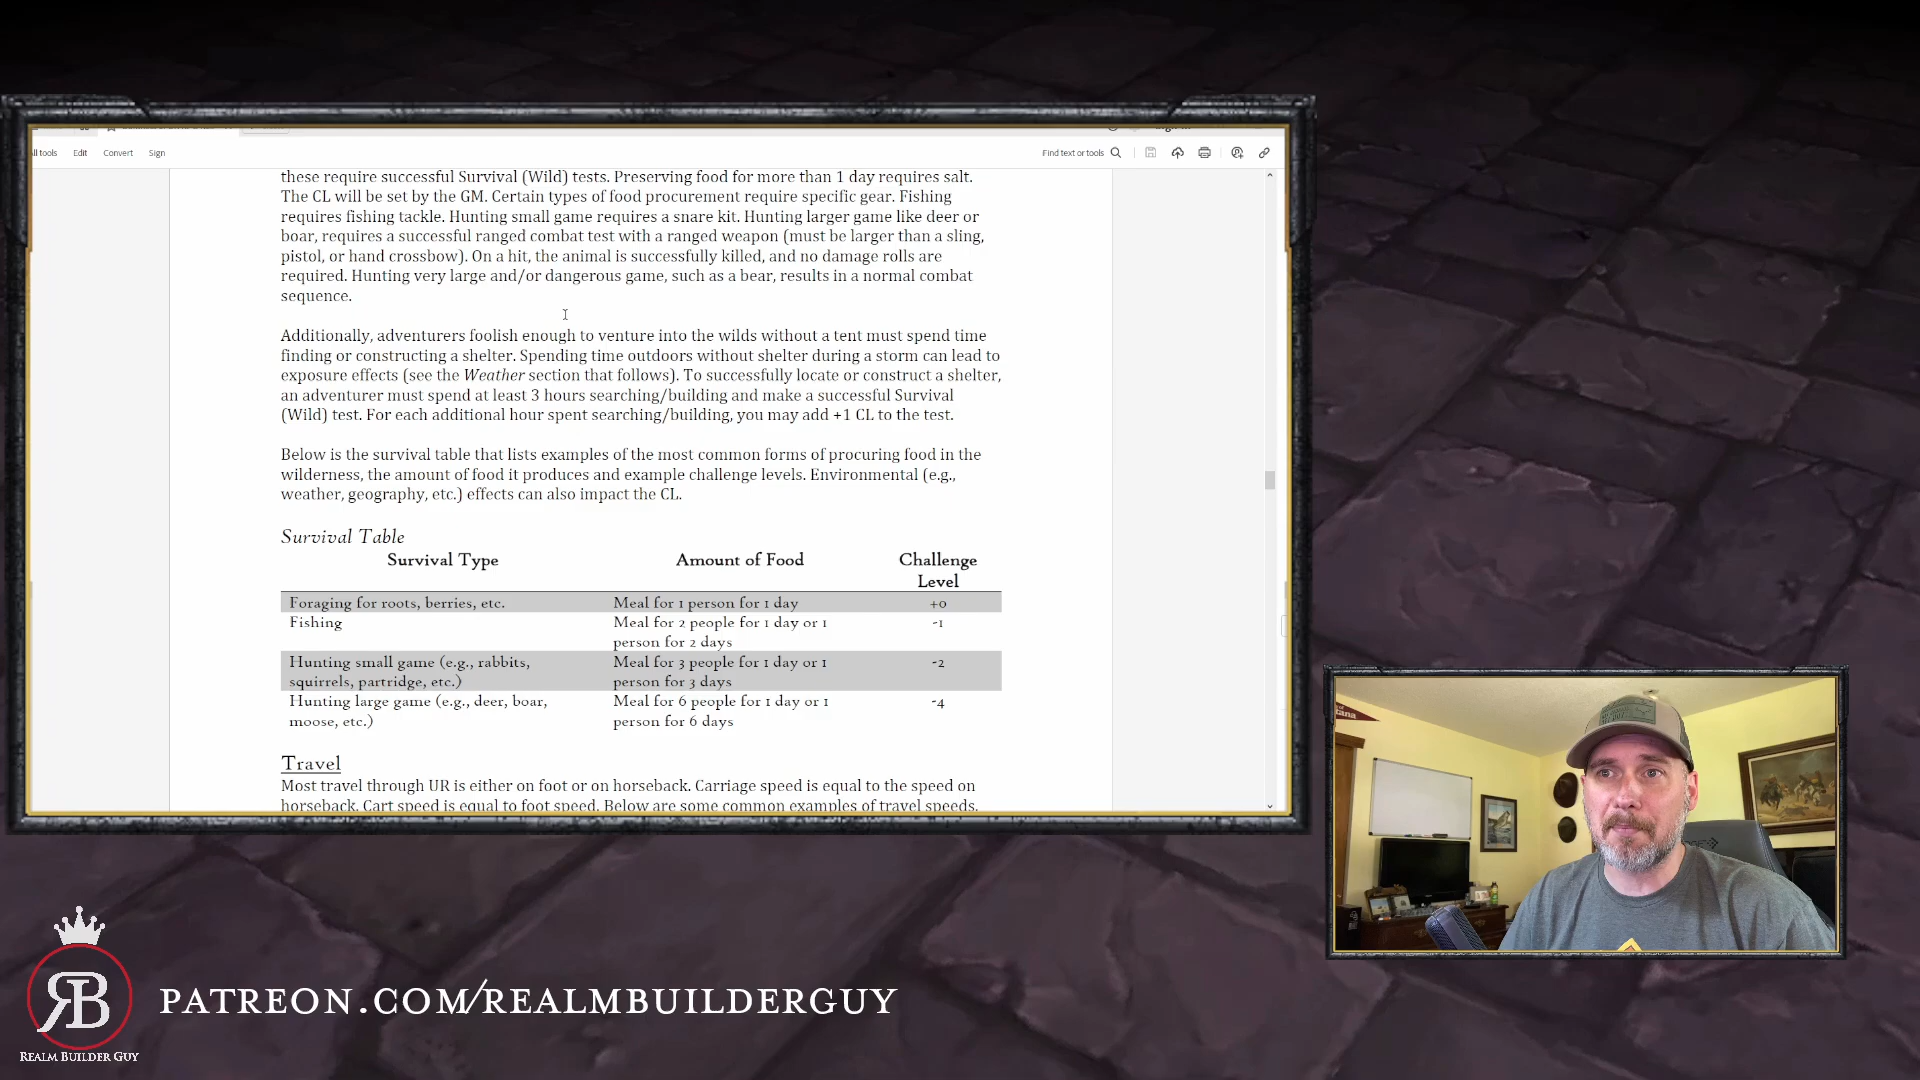 All tools Edit Convert Sign
Find text or tools
these require successful Survival (Wild) tests. Preserving food for more than 1 day requires salt.
The CL will be set by the GM. Certain types of food procurement require specific gear. Fishing
requires fishing tackle. Hunting small game requires a snare kit. Hunting larger game like deer or
boar, requires a successful ranged combat test with a ranged weapon (must be larger than a sling,
pistol, or hand crossbow). On a hit, the animal is successfully killed, and no damage rolls are
required. Hunting very large and/or dangerous game, such as a bear, results in a normal combat
sequence.
Additionally, adventurers foolish enough to venture into the wilds without a tent must spend time
finding or constructing a shelter. Spending time outdoors without shelter during a storm can lead to
exposure effects (see the Weather section that follows). To successfully locate or construct a shelter,
an adventurer must spend at least 3 hours searching/building and make a successful Survival
(Wild) test. For each additional hour spent searching/building, you may add +1 CL to the test.
Below is the survival table that lists examples of the most common forms of procuring food in the
wilderness, the amount of food it produces and example challenge levels. Environmental (e.g.,
weather, geography, etc.) effects can also impact the CL.
Survival Table
Survival Type Amount of Food Challenge
Level
Foraging for roots, berries, etc. Meal for 1 person for 1 day +0
Fishing Meal for 2 people for 1 day or 1 -1
person for 2 days
Hunting small game (e.g., rabbits, Meal for 3 people for 1 day or 1 -2
squirrels, partridge, etc.) person for 3 days
Hunting large game (e.g., deer, boar, Meal for 6 people for 1 day or 1 -4
moose, etc.) person for 6 days
Travel
Most travel through UR is either on foot or on horseback. Carriage speed is equal to the speed on
horseback. Cart speed is equal to foot speed. Below are some common examples of travel speeds.
RB
REALM BUILDER GUY
PATREON.COM/REALMBUILDERGUY